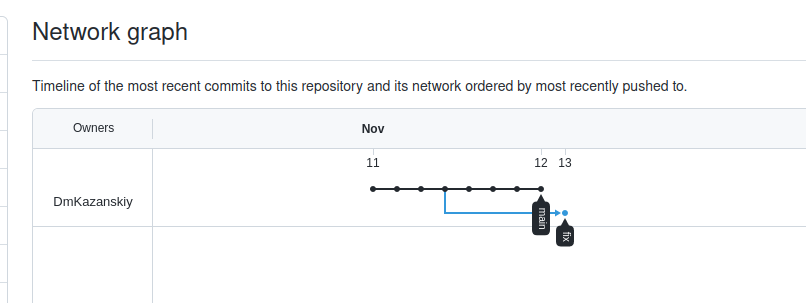 Network graph
Timeline of the most recent commits to this repository and its network ordered by most recently pushed to.
Owners
Nov
11 12 13
DmKazanskiy
main
fix